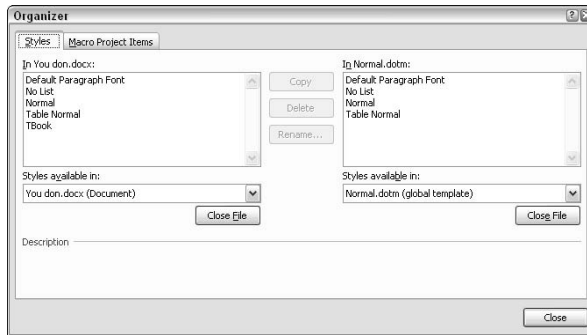 Organizer
Styles
Macro Project Items
In You don.docx:
Default Paragraph Font
No List
Normal
Table Normal
TBook
Copy
Delete
Rename...
In Normal.dotm:
Default Paragraph Font
No List
Normal
Table Normal
Styles available in:
You don.docx (Document)
Close File
Styles available in:
Normal.dotm (global template)
Close File
Description
Close